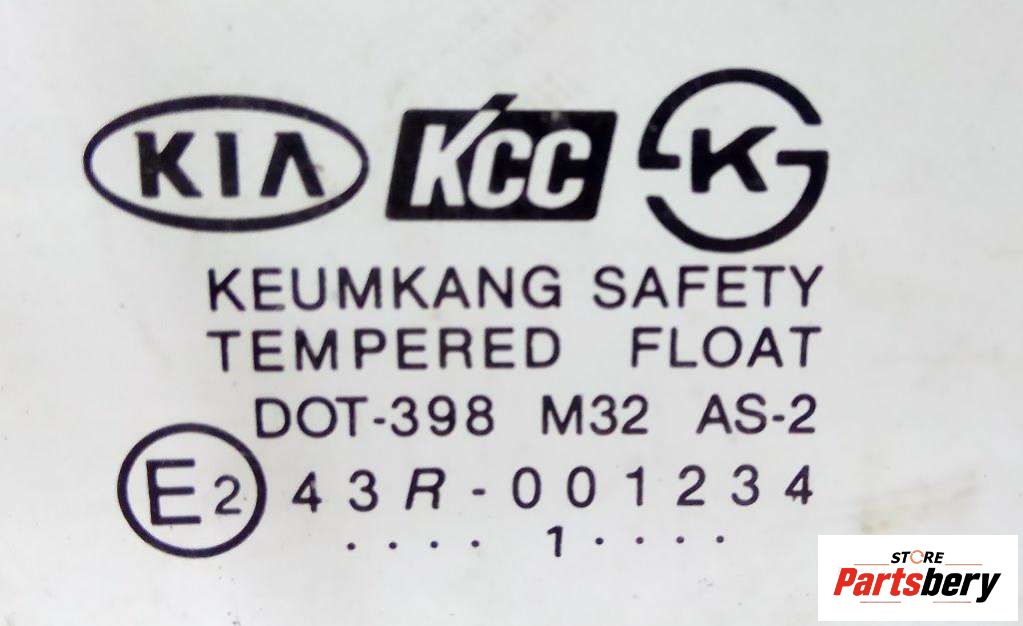 KIA KCC K
KEUMKANG SAFETY
TEMPERED FLOAT
DOT-398 M32 AS-2
E2 43R-001234
.... 1....
STORE
Partsbery